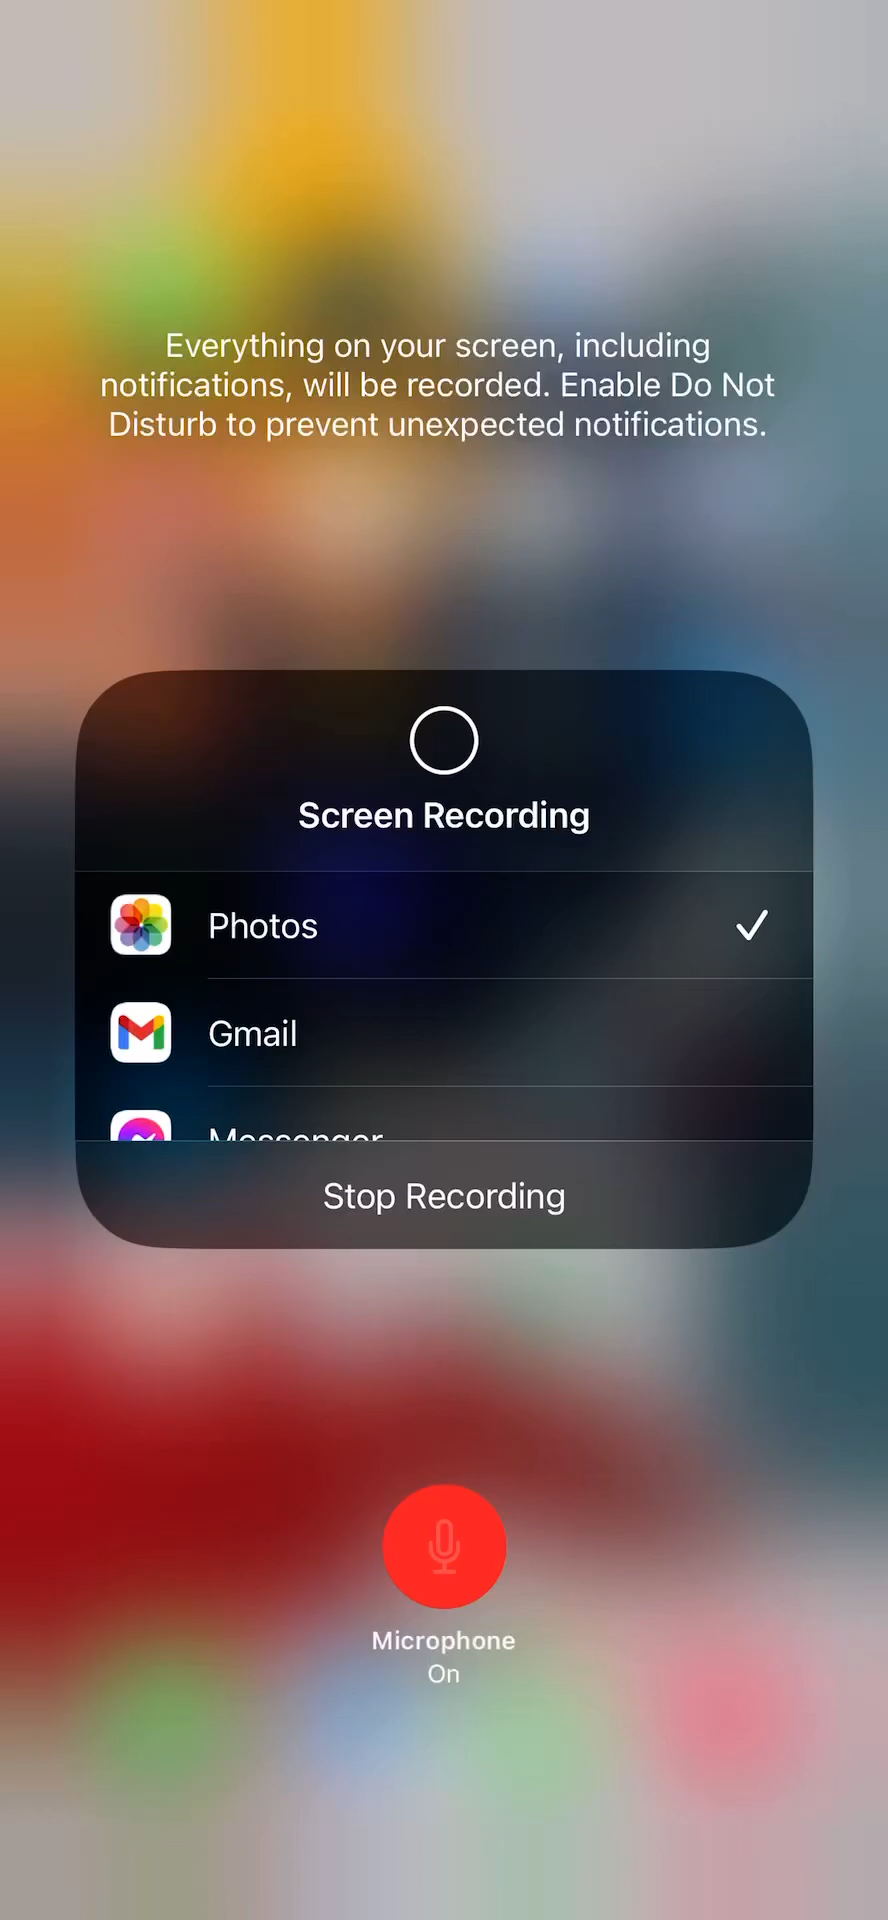 Everything on your screen, including
notifications, will be recorded. Enable Do Not
Disturb to prevent unexpected notifications.
Screen Recording
Photos
Gmail
Messenger
Stop Recording
Microphone
On